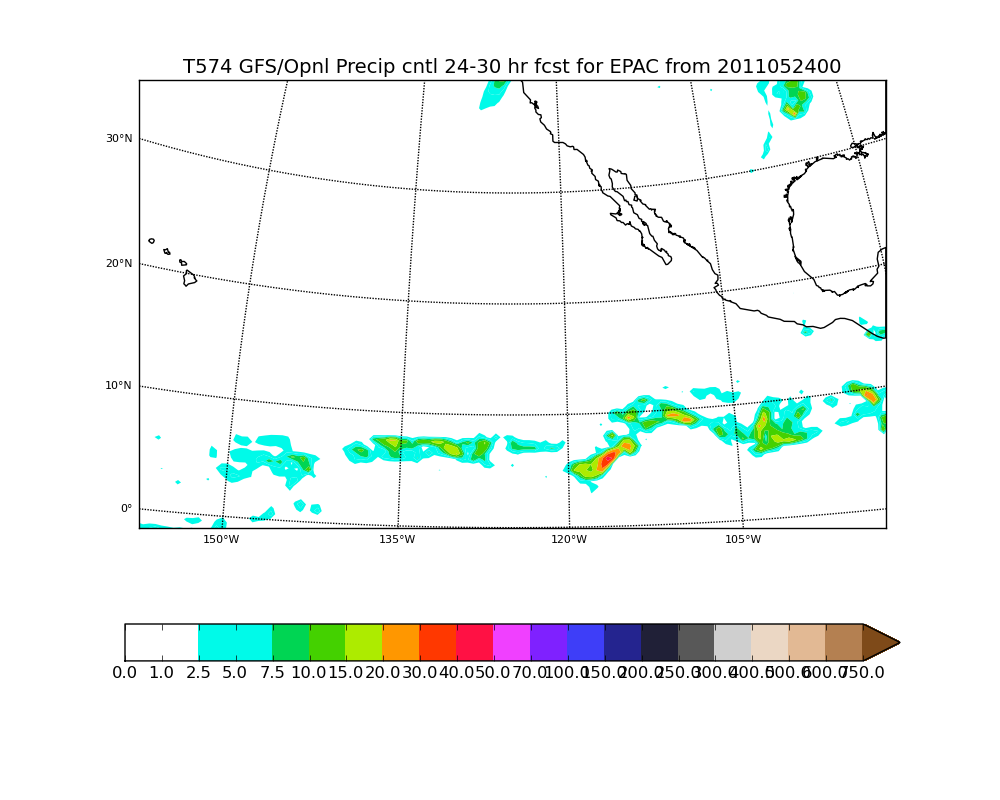 T574 GFS/Opnl Precip cntl 24-30 hr fcst for EPAC from 2011052400
30°N
20°N
10°N
0°
150°W 135°W 120°W 105°W
0.0 1.0 2.5 5.0 7.5 10.0 15.0 20.0 30.0 40.0 50.0 70.0 100.0 150.0 200.0 250.0 300.0 400.0 500.0 600.0 750.0